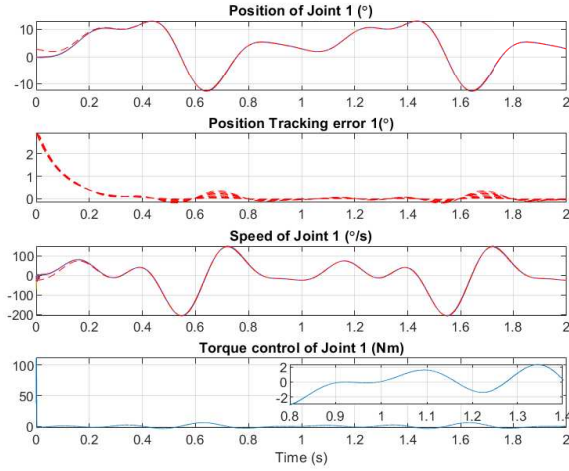 Position of Joint 1 (°)
10
0
-10
0 0.2 0.4 0.6 0.8 1 1.2 1.4 1.6 1.8 2
Position Tracking error 1(°)
2
0
0 0.2 0.4 0.6 0.8 1 1.2 1.4 1.6 1.8 2
Speed of Joint 1 (°/s)
100
0
-100
-200
0 0.2 0.4 0.6 0.8 1 1.2 1.4 1.6 1.8 2
Torque control of Joint 1 (Nm)
100
50
0
2
0
-2
0.8 0.9 1 1.1 1.2 1.3 1.4
0 0.2 0.4 0.6 0.8 1 1.2 1.4 1.6 1.8 2
Time (s)